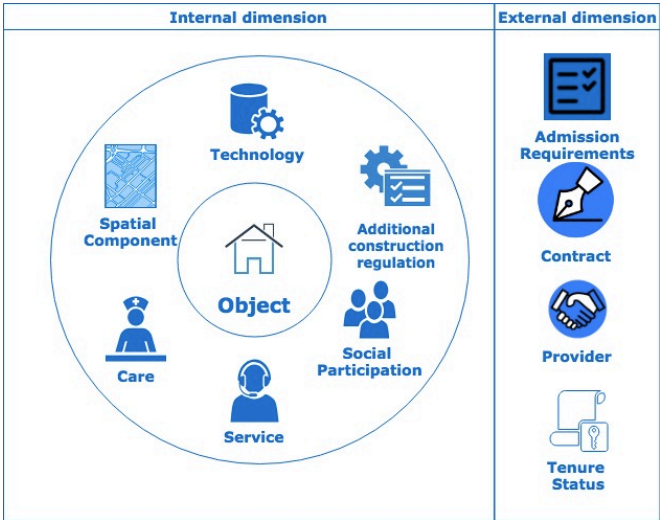 Internal dimension
External dimension
Technology
Spatial
Component
Additional
construction
regulation
Object
Care
Social
Participation
Service
Admission
Requirements
Contract
Provider
Tenure
Status